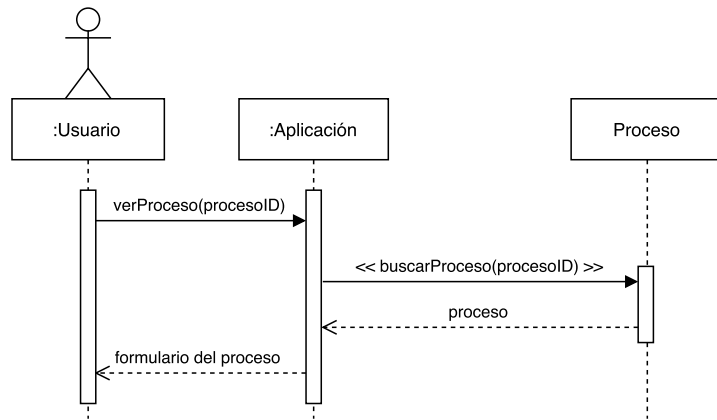 :Usuario
:Aplicación
Proceso
verProceso(procesoID)
<< buscarProceso(procesoID) >>
proceso
formulario del proceso